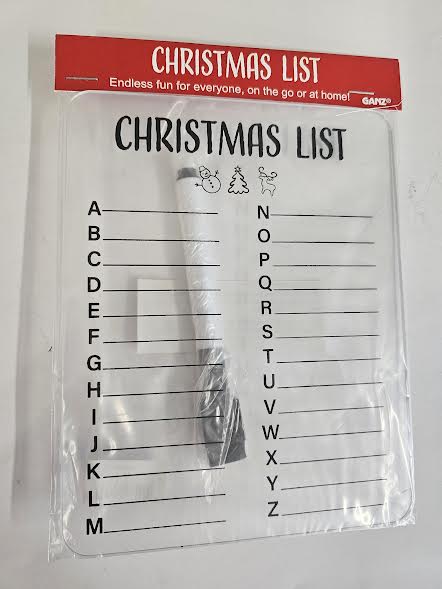 CHRISTMAS LIST
Endless fun for everyone, on the go or at home!
GANZ®
CHRISTMAS LIST
A
B
C
D
E
F
G
H
I
J
K
L
M
N
O
P
Q
R
S
T
U
V
W
X
Y
Z